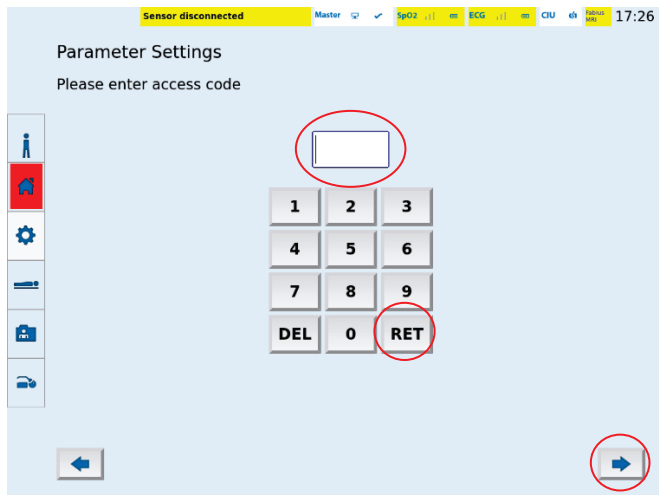 Sensor disconnected Master SpO2 ECG CIU Fabius MRI 17:26
Parameter Settings
Please enter access code
1 2 3
4 5 6
7 8 9
DEL 0 RET